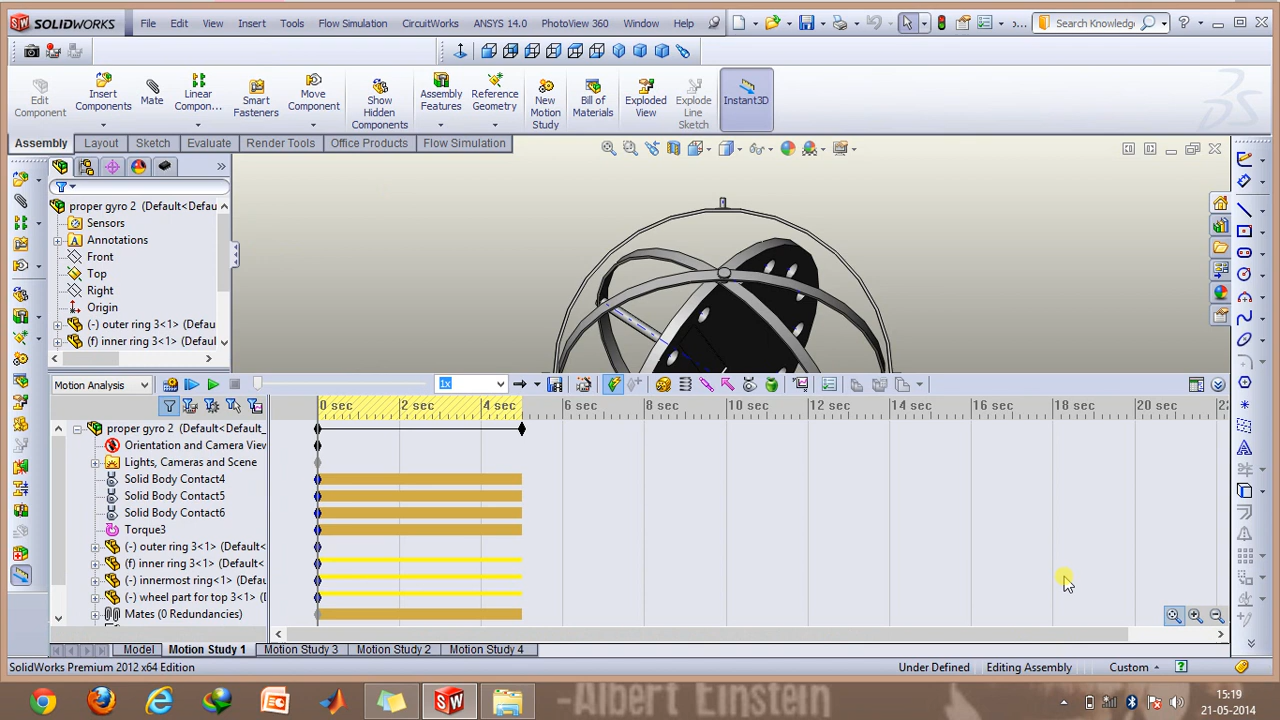 SOLIDWORKS File Edit View Insert Tools Flow Simulation CircuitWorks ANSYS 14.0 PhotoView 360 Window Help Search Knowledge
Edit Component
Insert Components
Mate
Linear Compon...
Smart Fasteners
Move Component
Show Hidden Components
Assembly Features
Reference Geometry
New Motion Study
Bill of Materials
Exploded View
Explode Line Sketch
Instant3D
Assembly Layout Sketch Evaluate Render Tools Office Products Flow Simulation
proper gyro 2 (Default<Defau
Sensors
Annotations
Front
Top
Right
Origin
(-) outer ring 3<1> (Defau
(f) inner ring 3<1> (Defau
Motion Analysis 1x
0 sec 2 sec 4 sec 6 sec 8 sec 10 sec 12 sec 14 sec 16 sec 18 sec 20 sec 22
proper gyro 2 (Default<Default_
Orientation and Camera View
Lights, Cameras and Scene
Solid Body Contact4
Solid Body Contact5
Solid Body Contact6
Torque3
(-) outer ring 3<1> (Default<
(f) inner ring 3<1> (Default<
(-) innermost ring<1> (Defau
(-) wheel part for top 3<1> (D
Mates (0 Redundancies)
Model Motion Study 1 Motion Study 3 Motion Study 2 Motion Study 4
SolidWorks Premium 2012 x64 Edition Under Defined Editing Assembly Custom
-Albert Einstein
15:19
21-05-2014